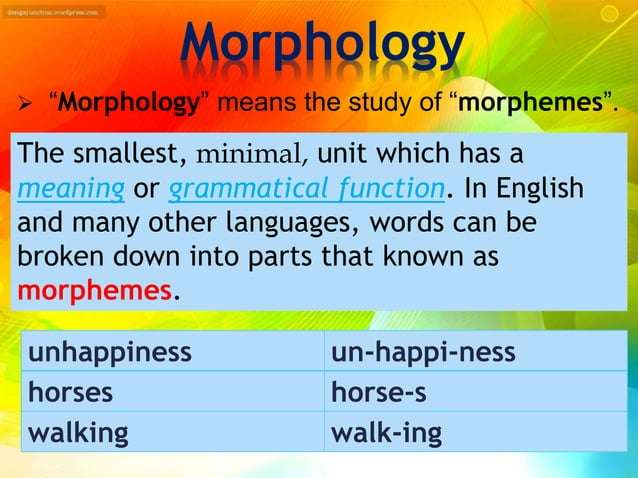 Morphology
➢ “Morphology” means the study of “morphemes”.
The smallest, minimal, unit which has a
meaning or grammatical function. In English
and many other languages, words can be
broken down into parts that known as
morphemes.
unhappiness un-happi-ness
horses horse-s
walking walk-ing